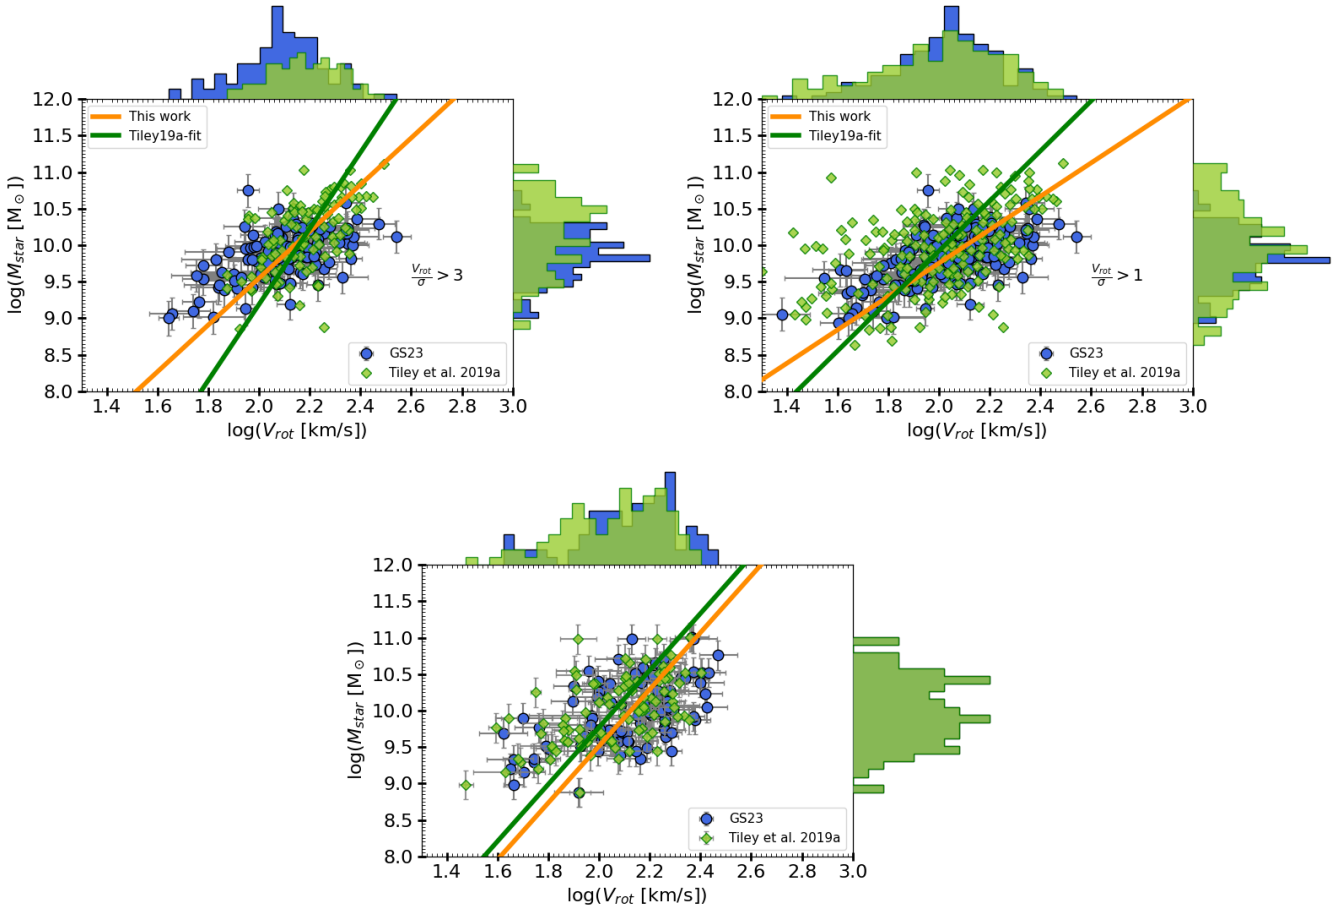 12.0
11.5
11.0
10.5
10.0
9.5
9.0
8.5
8.0
log(M_star [M⊙])
This work
Tiley19a-fit
V_rot/σ > 3
GS23
Tiley et al. 2019a
1.4 1.6 1.8 2.0 2.2 2.4 2.6 2.8 3.0
log(V_rot [km/s])
12.0
11.5
11.0
10.5
10.0
9.5
9.0
8.5
8.0
log(M_star [M⊙])
This work
Tiley19a-fit
V_rot/σ > 1
GS23
Tiley et al. 2019a
1.4 1.6 1.8 2.0 2.2 2.4 2.6 2.8 3.0
log(V_rot [km/s])
12.0
11.5
11.0
10.5
10.0
9.5
9.0
8.5
8.0
log(M_star [M⊙])
GS23
Tiley et al. 2019a
1.4 1.6 1.8 2.0 2.2 2.4 2.6 2.8 3.0
log(V_rot [km/s])